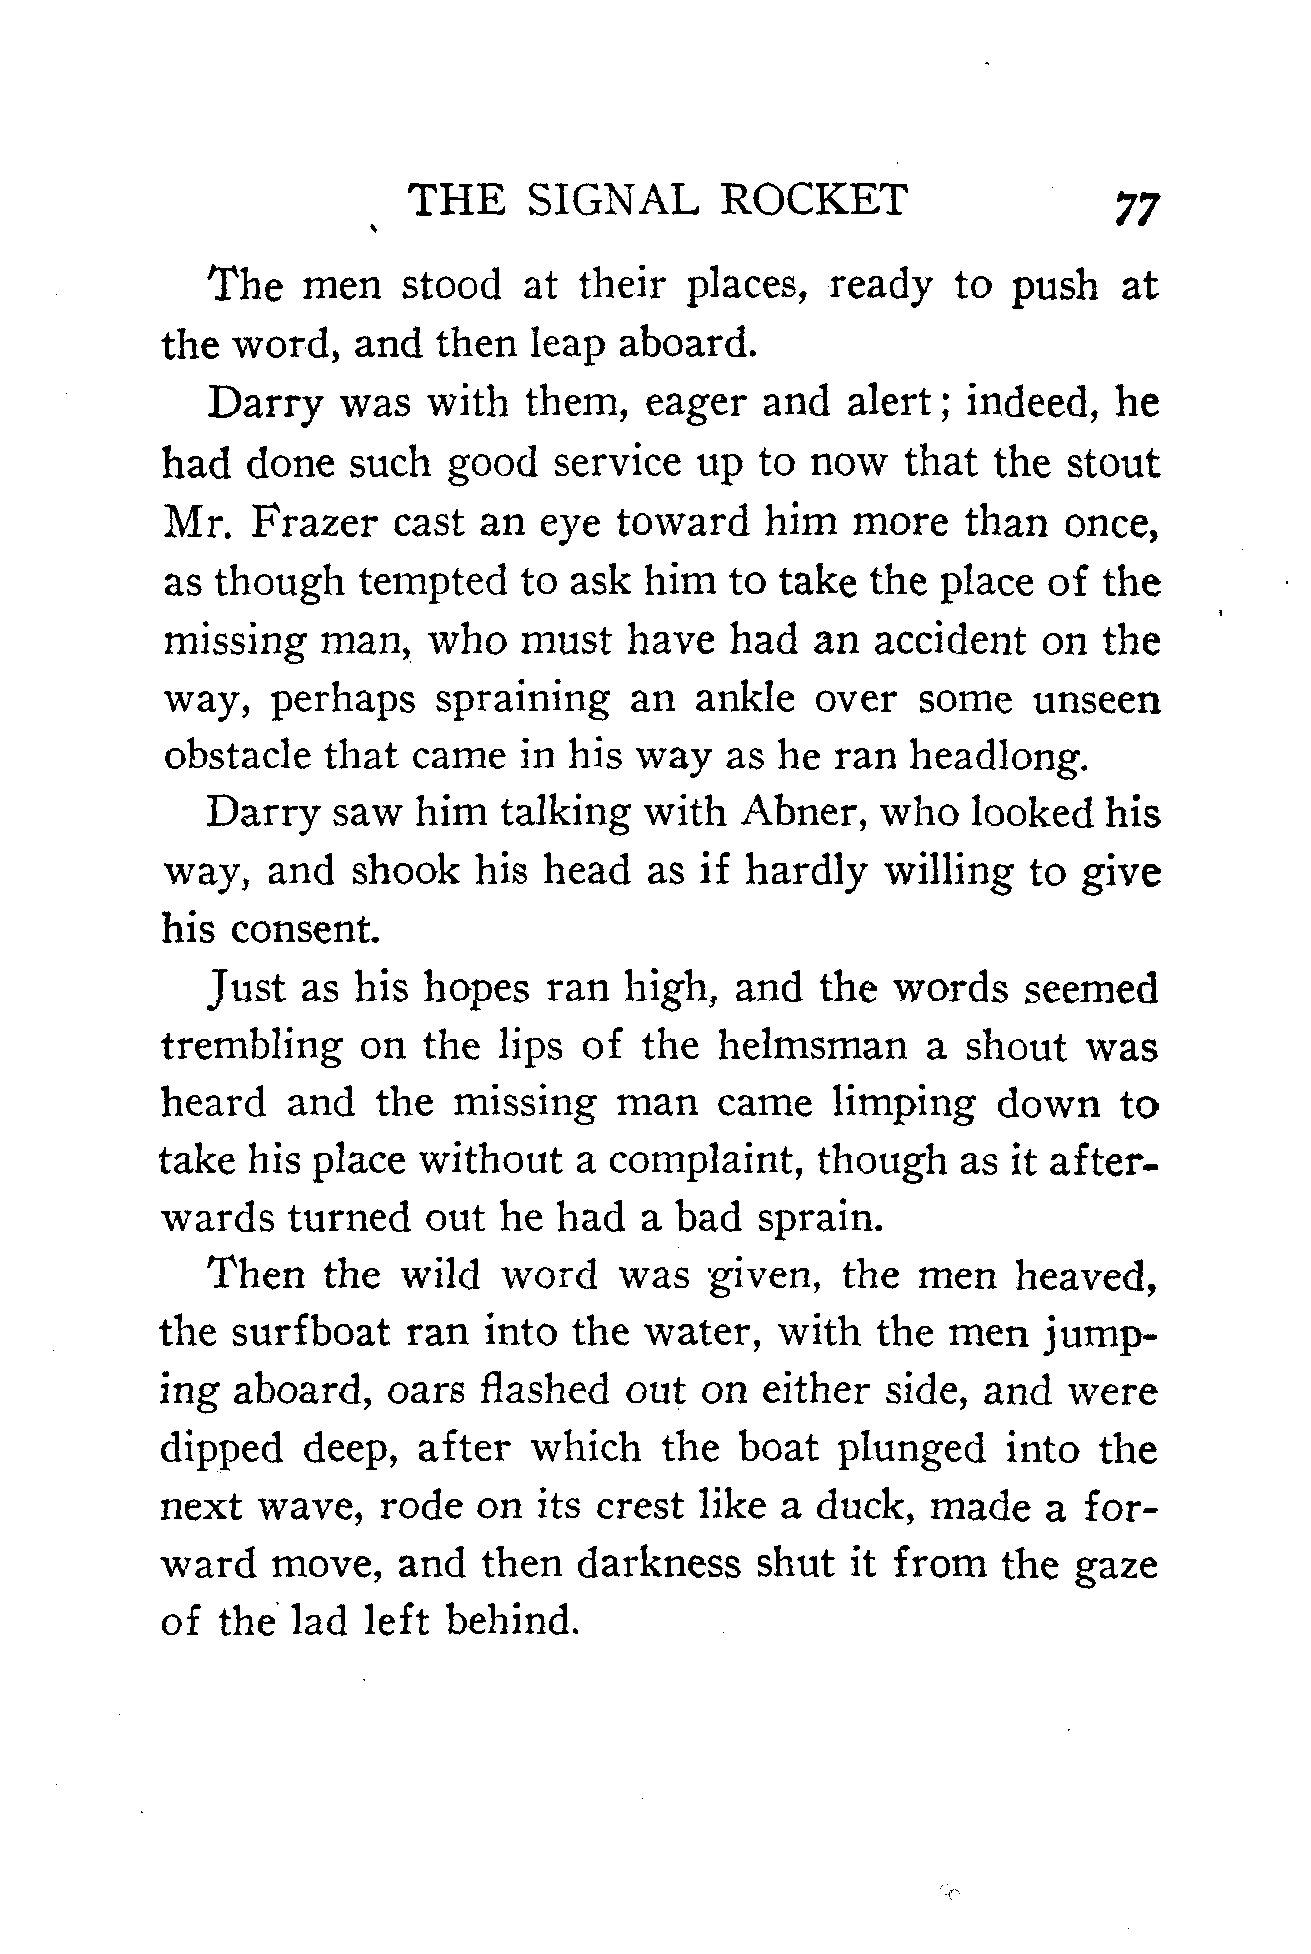 THE SIGNAL ROCKET 77
The men stood at their places, ready to push at
the word, and then leap aboard.
Darry was with them, eager and alert; indeed, he
had done such good service up to now that the stout
Mr. Frazer cast an eye toward him more than once,
as though tempted to ask him to take the place of the
missing man, who must have had an accident on the
way, perhaps spraining an ankle over some unseen
obstacle that came in his way as he ran headlong.
Darry saw him talking with Abner, who looked his
way, and shook his head as if hardly willing to give
his consent.
Just as his hopes ran high, and the words seemed
trembling on the lips of the helmsman a shout was
heard and the missing man came limping down to
take his place without a complaint, though as it after-
wards turned out he had a bad sprain.
Then the wild word was given, the men heaved,
the surfboat ran into the water, with the men jump-
ing aboard, oars flashed out on either side, and were
dipped deep, after which the boat plunged into the
next wave, rode on its crest like a duck, made a for-
ward move, and then darkness shut it from the gaze
of the lad left behind.